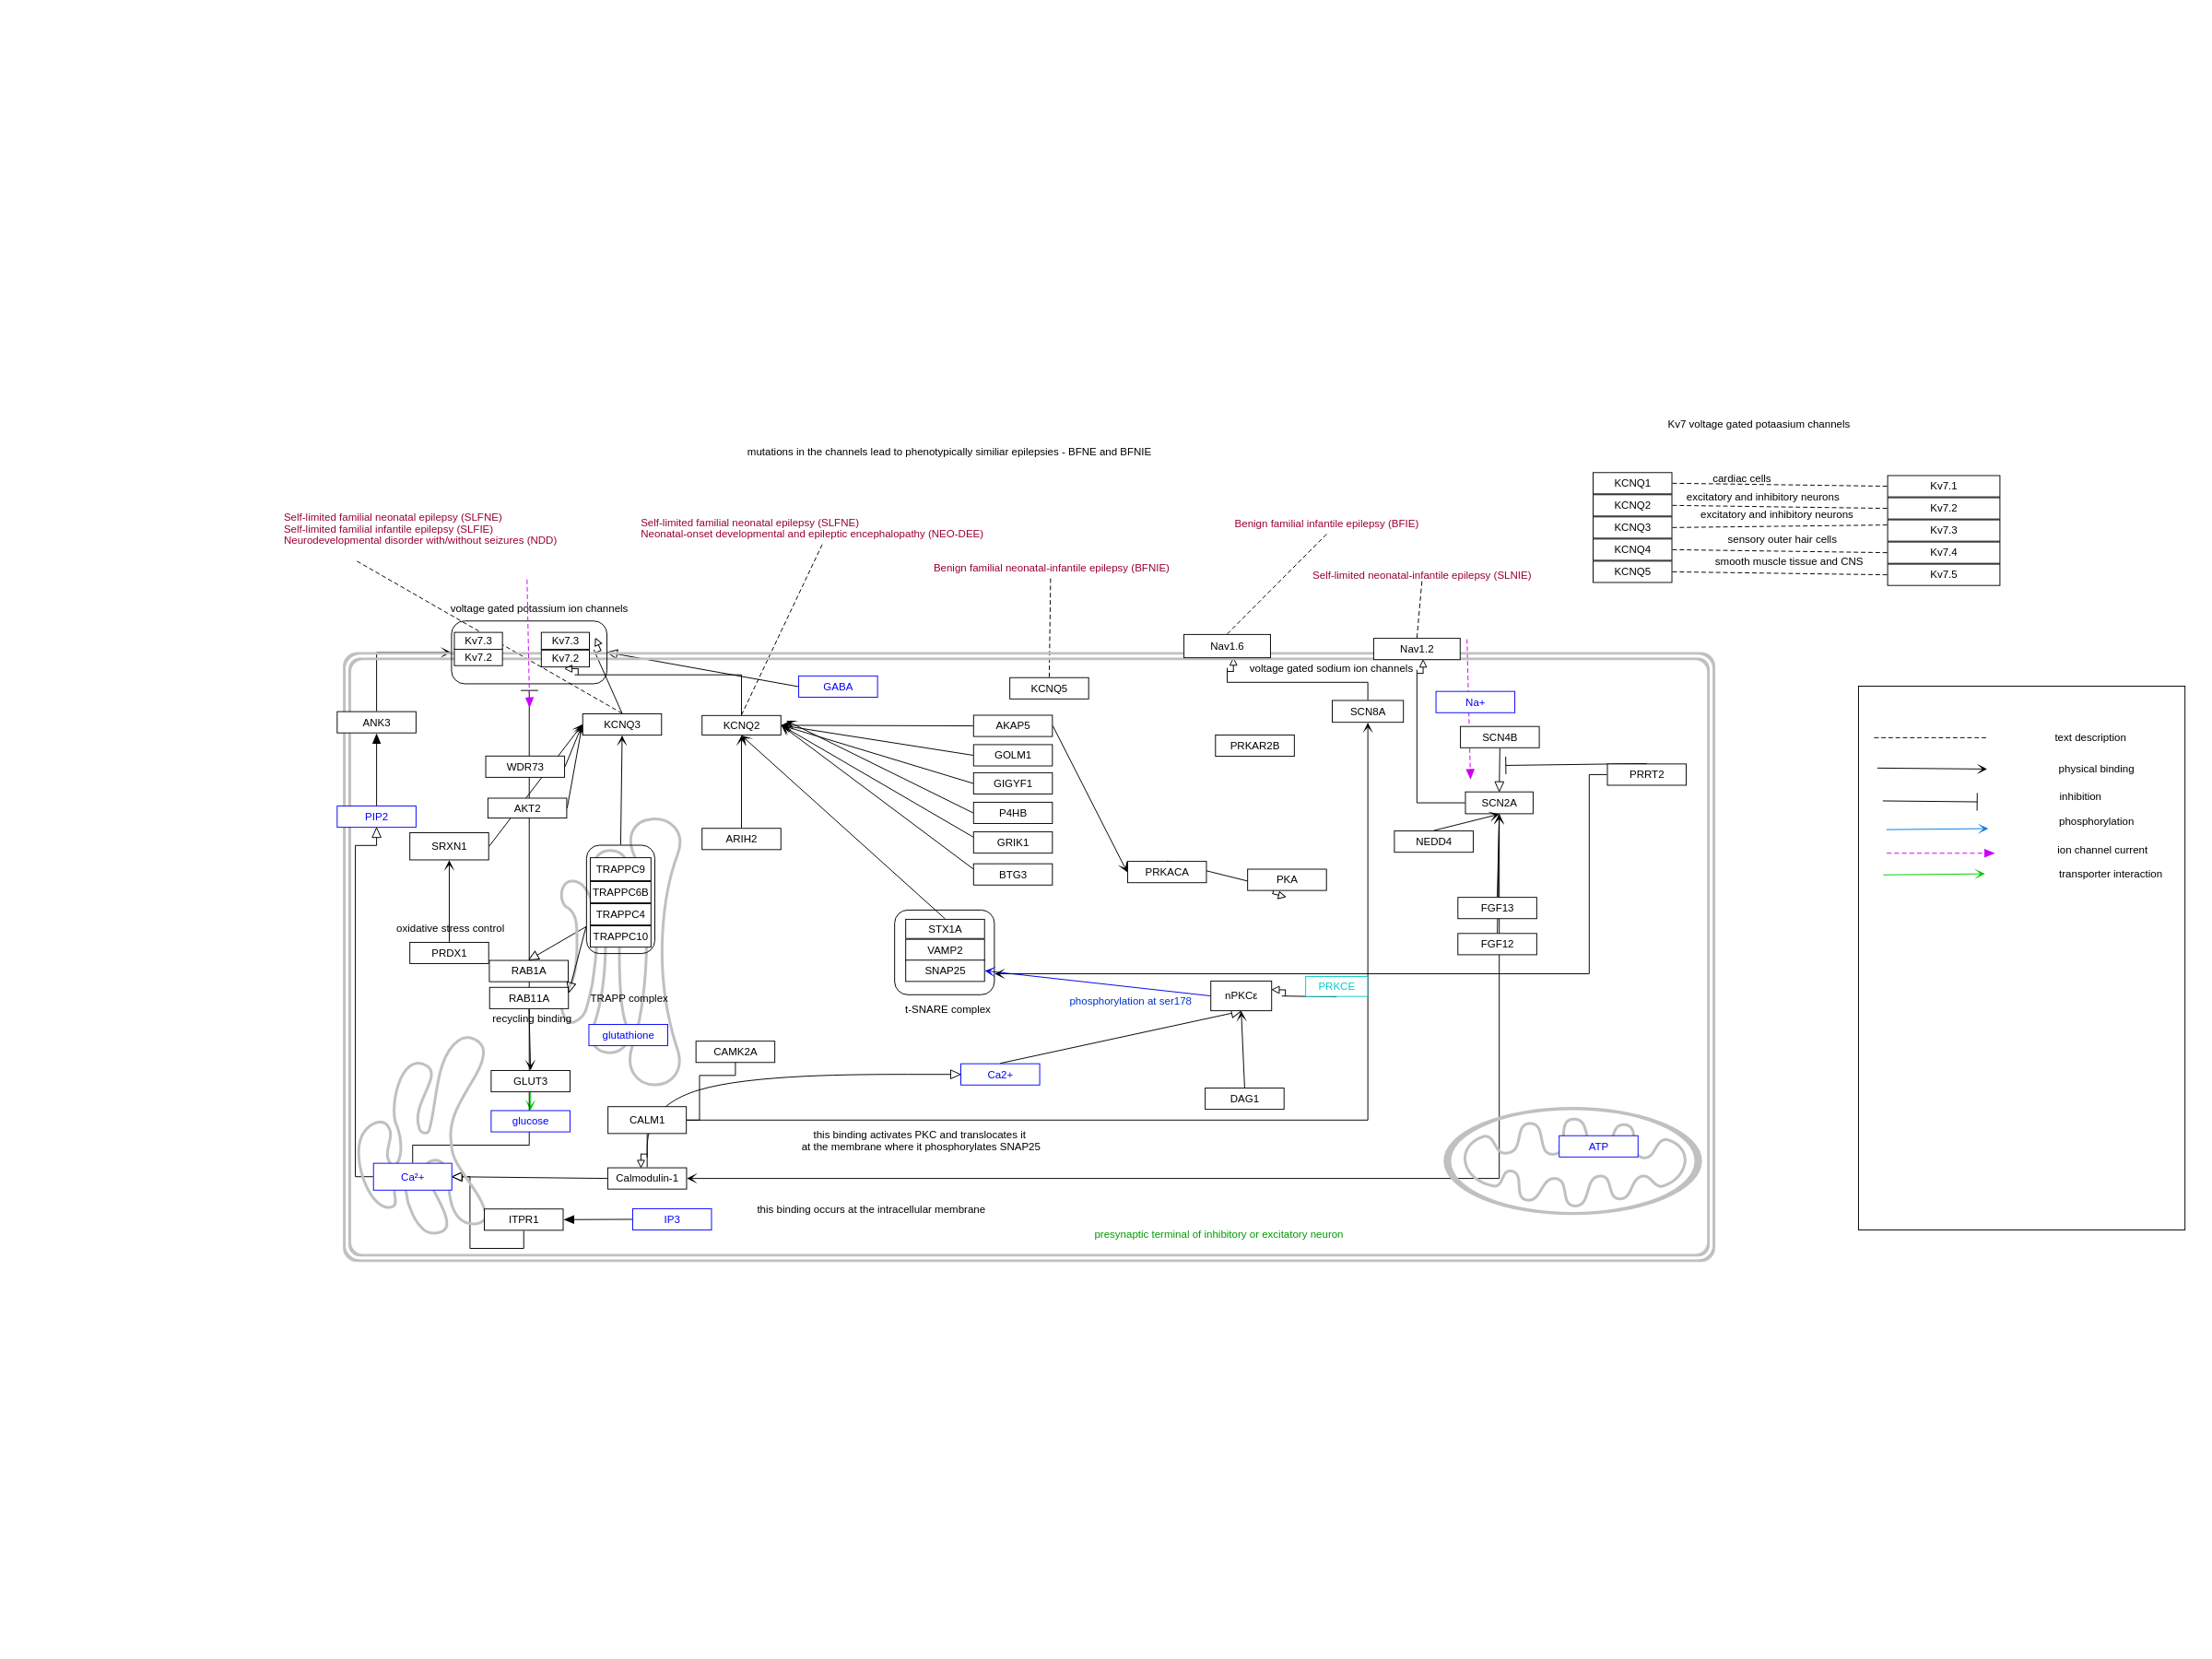 Kv7 voltage gated potaasium channels
mutations in the channels lead to phenotypically similiar epilepsies - BFNE and BFNIE
KCNQ1
cardiac cells
Kv7.1
KCNQ2
excitatory and inhibitory neurons
Kv7.2
KCNQ3
excitatory and inhibitory neurons
Kv7.3
KCNQ4
sensory outer hair cells
Kv7.4
KCNQ5
smooth muscle tissue and CNS
Kv7.5
Self-limited familial neonatal epilepsy (SLFNE)
Self-limited familial infantile epilepsy (SLFIE)
Neurodevelopmental disorder with/without seizures (NDD)
Self-limited familial neonatal epilepsy (SLFNE)
Neonatal-onset developmental and epileptic encephalopathy (NEO-DEE)
Benign familial infantile epilepsy (BFIE)
Benign familial neonatal-infantile epilepsy (BFNIE)
Self-limited neonatal-infantile epilepsy (SLNIE)
voltage gated potassium ion channels
Kv7.3
Kv7.2
Kv7.3
Kv7.2
Nav1.6
Nav1.2
voltage gated sodium ion channels
GABA
KCNQ5
Na+
SCN8A
ANK3
KCNQ3
KCNQ2
AKAP5
PRKAR2B
SCN4B
GOLM1
WDR73
PRRT2
GIGYF1
AKT2
SCN2A
PIP2
P4HB
SRXN1
ARIH2
GRIK1
NEDD4
TRAPPC9
BTG3
PRKACA
PKA
TRAPPC6B
TRAPPC4
TRAPPC10
FGF13
FGF12
oxidative stress control
PRDX1
STX1A
VAMP2
SNAP25
RAB1A
RAB11A
TRAPP complex
recycling binding
PRKCE
nPKCε
phosphorylation at ser178
t-SNARE complex
glutathione
CAMK2A
Ca2+
GLUT3
DAG1
glucose
CALM1
this binding activates PKC and translocates it
at the membrane where it phosphorylates SNAP25
ATP
Ca²+
Calmodulin-1
ITPR1
IP3
this binding occurs at the intracellular membrane
presynaptic terminal of inhibitory or excitatory neuron
text description
physical binding
inhibition
phosphorylation
ion channel current
transporter interaction